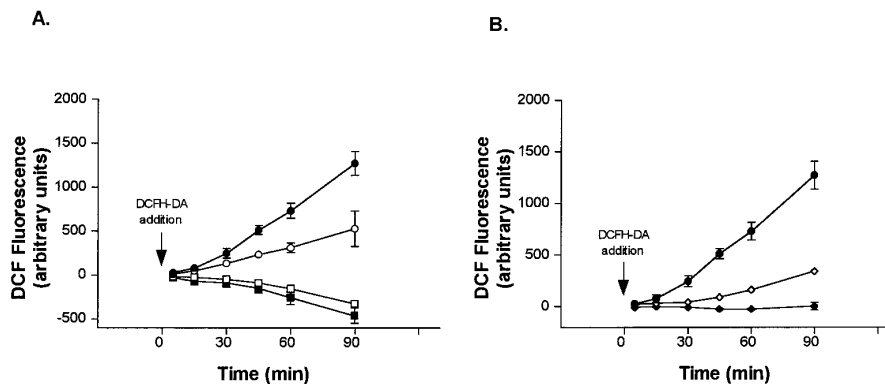 A.
2000
1500
1000
500
0
-500
DCF Fluorescence
(arbitrary units)
DCFH-DA
addition
0
30
60
90
Time (min)
B.
2000
1500
1000
500
0
DCF Fluorescence
(arbitrary units)
DCFH-DA
addition
0
30
60
90
Time (min)